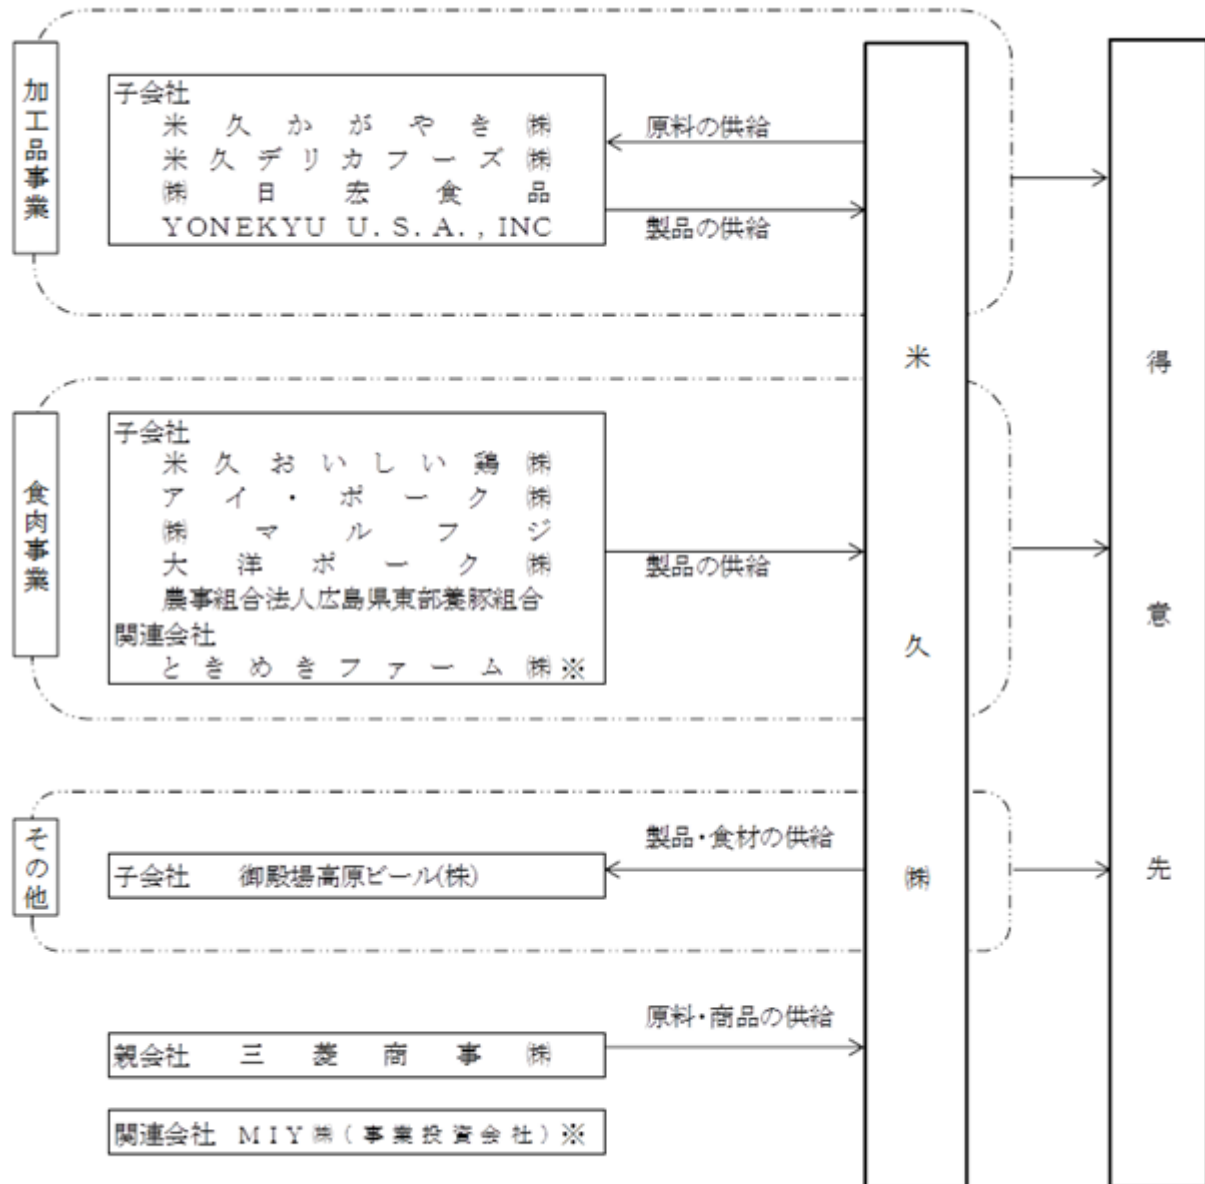 加工品事業
子会社
米久かがやき㈱
米久デリカフーズ㈱
㈱日宏食品
YONEKYU U.S.A.,INC
原料の供給
製品の供給
食肉事業
子会社
米久おいしい鶏㈱
アイ・ポーク㈱
㈱マルフジ
大洋ポーク㈱
農事組合法人広島県東部養豚組合
関連会社
ときめきファーム㈱※
製品の供給
その他
子会社 御殿場高原ビール(株)
製品・食材の供給
親会社 三菱商事㈱
原料・商品の供給
関連会社 MIY㈱(事業投資会社)※
米久㈱
得意先